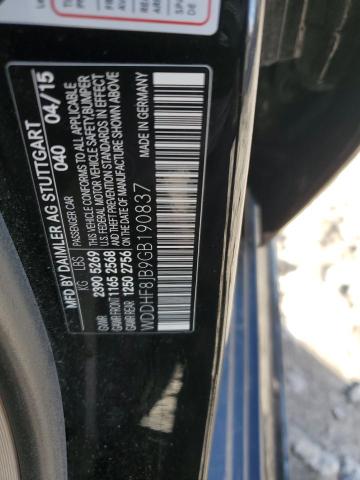 MFD BY DAIMLER AG STUTTGART 04/15
PASSENGER CAR 040
KG LBS
2390 5269
GAWR FRONT 1165 2568
GAWR REAR 1250 2756
THIS VEHICLE CONFORMS TO ALL APPLICABLE
U.S. FEDERAL MOTOR VEHICLE SAFETY,BUMPER
AND THEFT PREVENTION STANDARDS IN EFFECT
ON THE DATE OF MANUFACTURE SHOWN ABOVE
MADE IN GERMANY